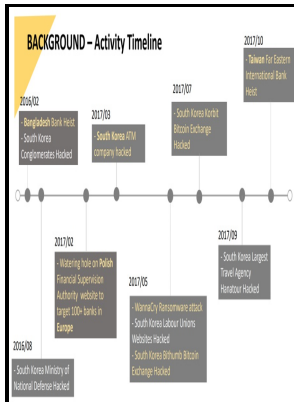 BACKGROUND – Activity Timeline
2016/02
- Bangladesh Bank Heist
- South Korea
Conglomerates Hacked
2017/03
- South Korea ATM
company hacked
2017/07
- South Korea Korbit
Bitcoin Exchange
Hacked
2017/10
- Taiwan Far Eastern
International Bank
Heist
2016/08
- South Korea Ministry of
National Defense Hacked
2017/02
- Watering hole on Polish
Financial Supervision
Authority website to
target 100+ banks in
Europe
2017/05
- WannaCry Ransomware attack
- South Korea Labour Unions
Websites Hacked
- South Korea Bithumb Bitcoin
Exchange Hacked
2017/09
- South Korea Largest
Travel Agency
Hanatour Hacked